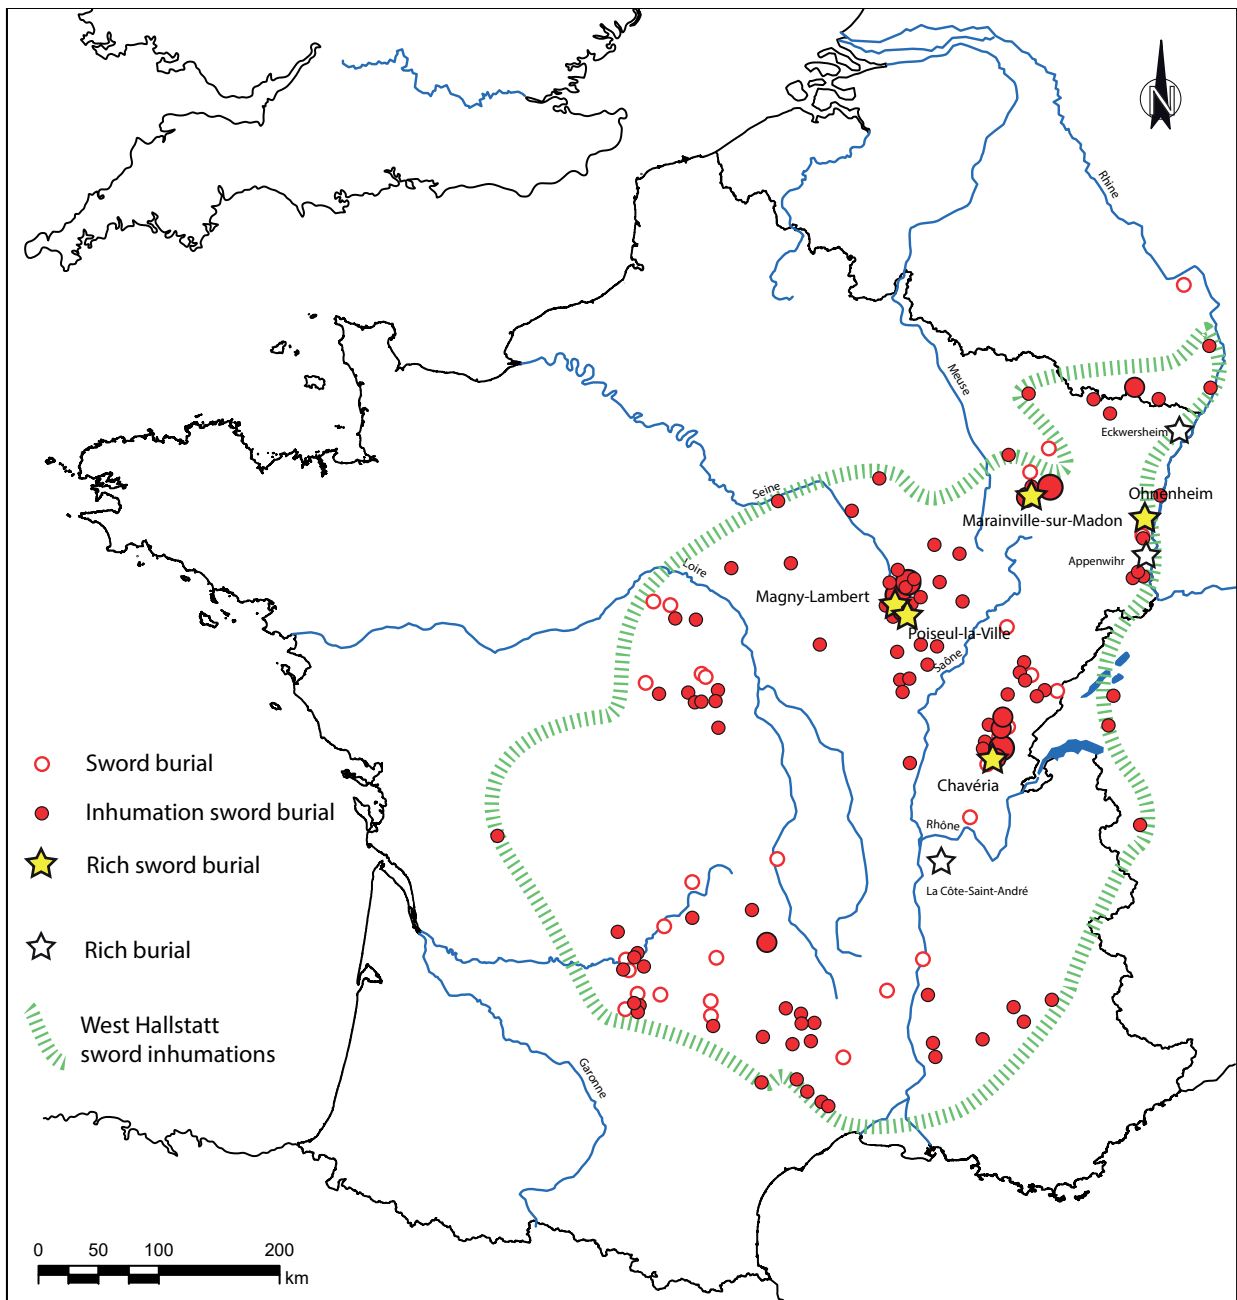 N
Rhine
Meuse
Eckwersheim
Seine
Ohnenheim
Marainville-sur-Madon
Appenwihr
Loire
Magny-Lambert
Poiseul-la-Ville
Saône
Sword burial
Chavéria
Inhumation sword burial
Rhône
Rich sword burial
La Côte-Saint-André
Rich burial
West Hallstatt
sword inhumations
Garonne
0 50 100 200
km